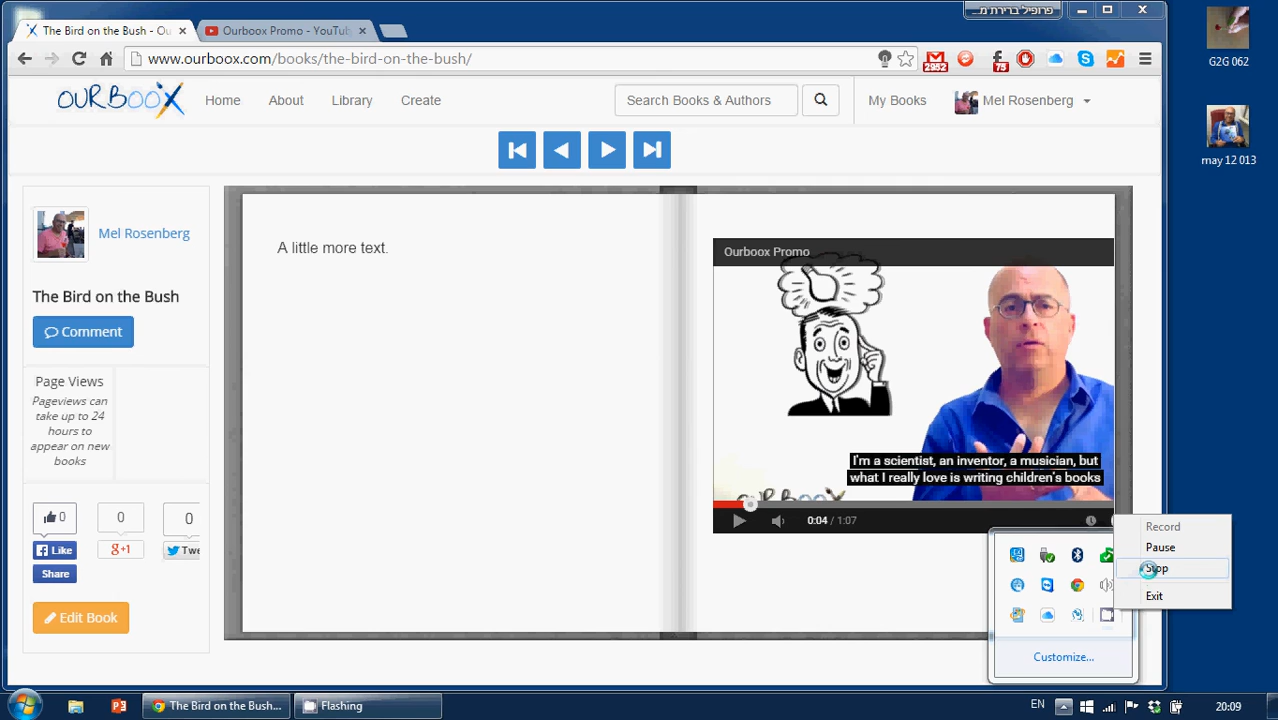 The Bird on the Bush - Ou
Ourboox Promo - YouTub
פרופיל ברירת מ...
www.ourboox.com/books/the-bird-on-the-bush/
2952
75
G2G 062
OURBOOX
Home
About
Library
Create
Search Books & Authors
My Books
Mel Rosenberg
may 12 013
Mel Rosenberg
The Bird on the Bush
Comment
Page Views
Pageviews can
take up to 24
hours to
appear on new
books
0
0
0
Like
g+1
Twe
Share
Edit Book
A little more text.
Ourboox Promo
I'm a scientist, an inventor, a musician, but
what I really love is writing children's books
0:04 / 1:07
Record
Pause
Stop
Exit
Customize...
The Bird on the Bush...
Flashing
EN
20:09